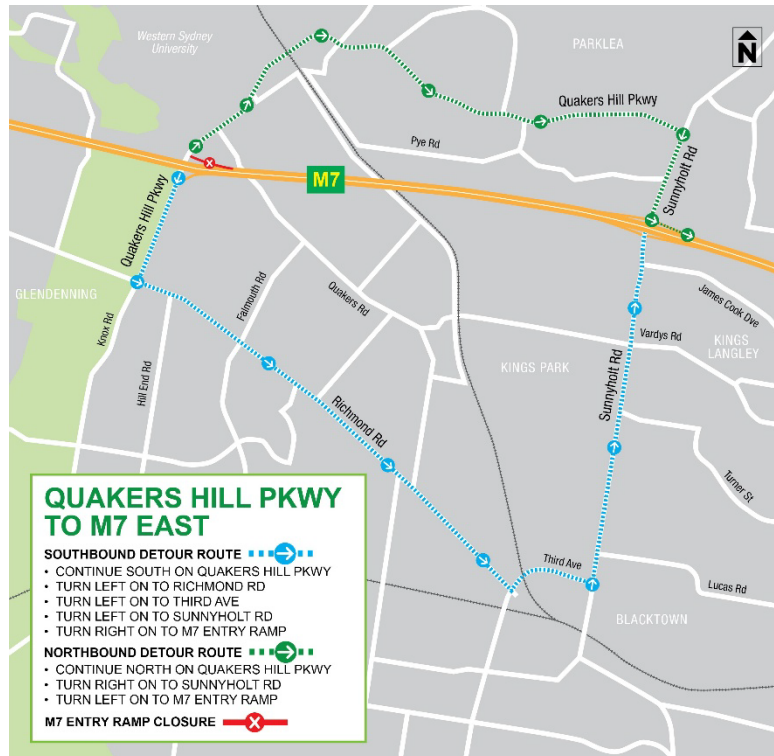 Western Sydney
University
PARKLEA
N
Quakers Hill Pkwy
Pye Rd
Sunnyholt Rd
M7
Quakers Hill Pkwy
GLENDENNING
Knox Rd
Hill End Rd
Falmouth Rd
Quakers Rd
James Cook Dve
Vardys Rd
KINGS
LANGLEY
KINGS PARK
Sunnyholt Rd
Richmond Rd
Turner St
Third Ave
Lucas Rd
BLACKTOWN
QUAKERS HILL PKWY
TO M7 EAST
SOUTHBOUND DETOUR ROUTE
• CONTINUE SOUTH ON QUAKERS HILL PKWY
• TURN LEFT ON TO RICHMOND RD
• TURN LEFT ON TO THIRD AVE
• TURN LEFT ON TO SUNNYHOLT RD
• TURN RIGHT ON TO M7 ENTRY RAMP
NORTHBOUND DETOUR ROUTE
• CONTINUE NORTH ON QUAKERS HILL PKWY
• TURN RIGHT ON TO SUNNYHOLT RD
• TURN LEFT ON TO M7 ENTRY RAMP
M7 ENTRY RAMP CLOSURE